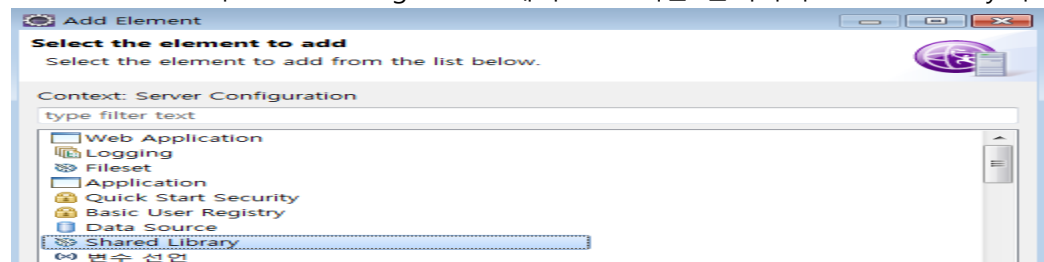 Add Element
Select the element to add
Select the element to add from the list below.
Context: Server Configuration
type filter text
Web Application
Logging
Fileset
Application
Quick Start Security
Basic User Registry
Data Source
Shared Library
변수 선언